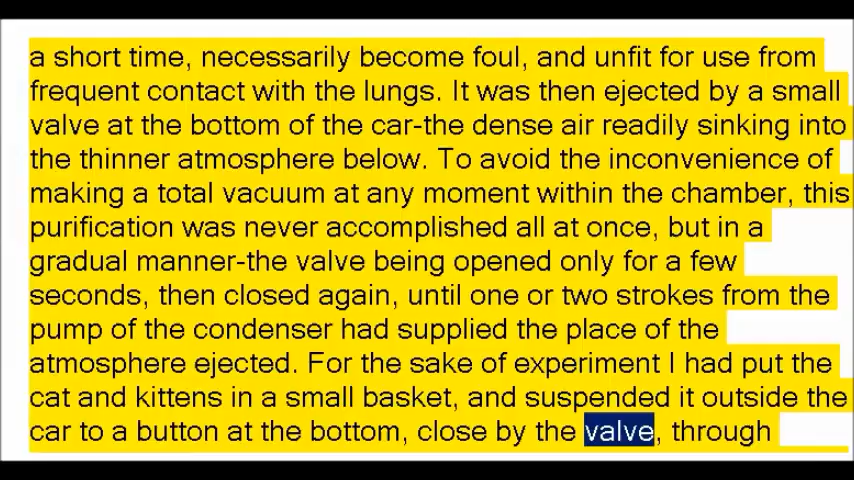 a short time, necessarily become foul, and unfit for use from
frequent contact with the lungs. It was then ejected by a small
valve at the bottom of the car-the dense air readily sinking into
the thinner atmosphere below. To avoid the inconvenience of
making a total vacuum at any moment within the chamber, this
purification was never accomplished all at once, but in a
gradual manner-the valve being opened only for a few
seconds, then closed again, until one or two strokes from the
pump of the condenser had supplied the place of the
atmosphere ejected. For the sake of experiment I had put the
cat and kittens in a small basket, and suspended it outside the
car to a button at the bottom, close by the valve, through